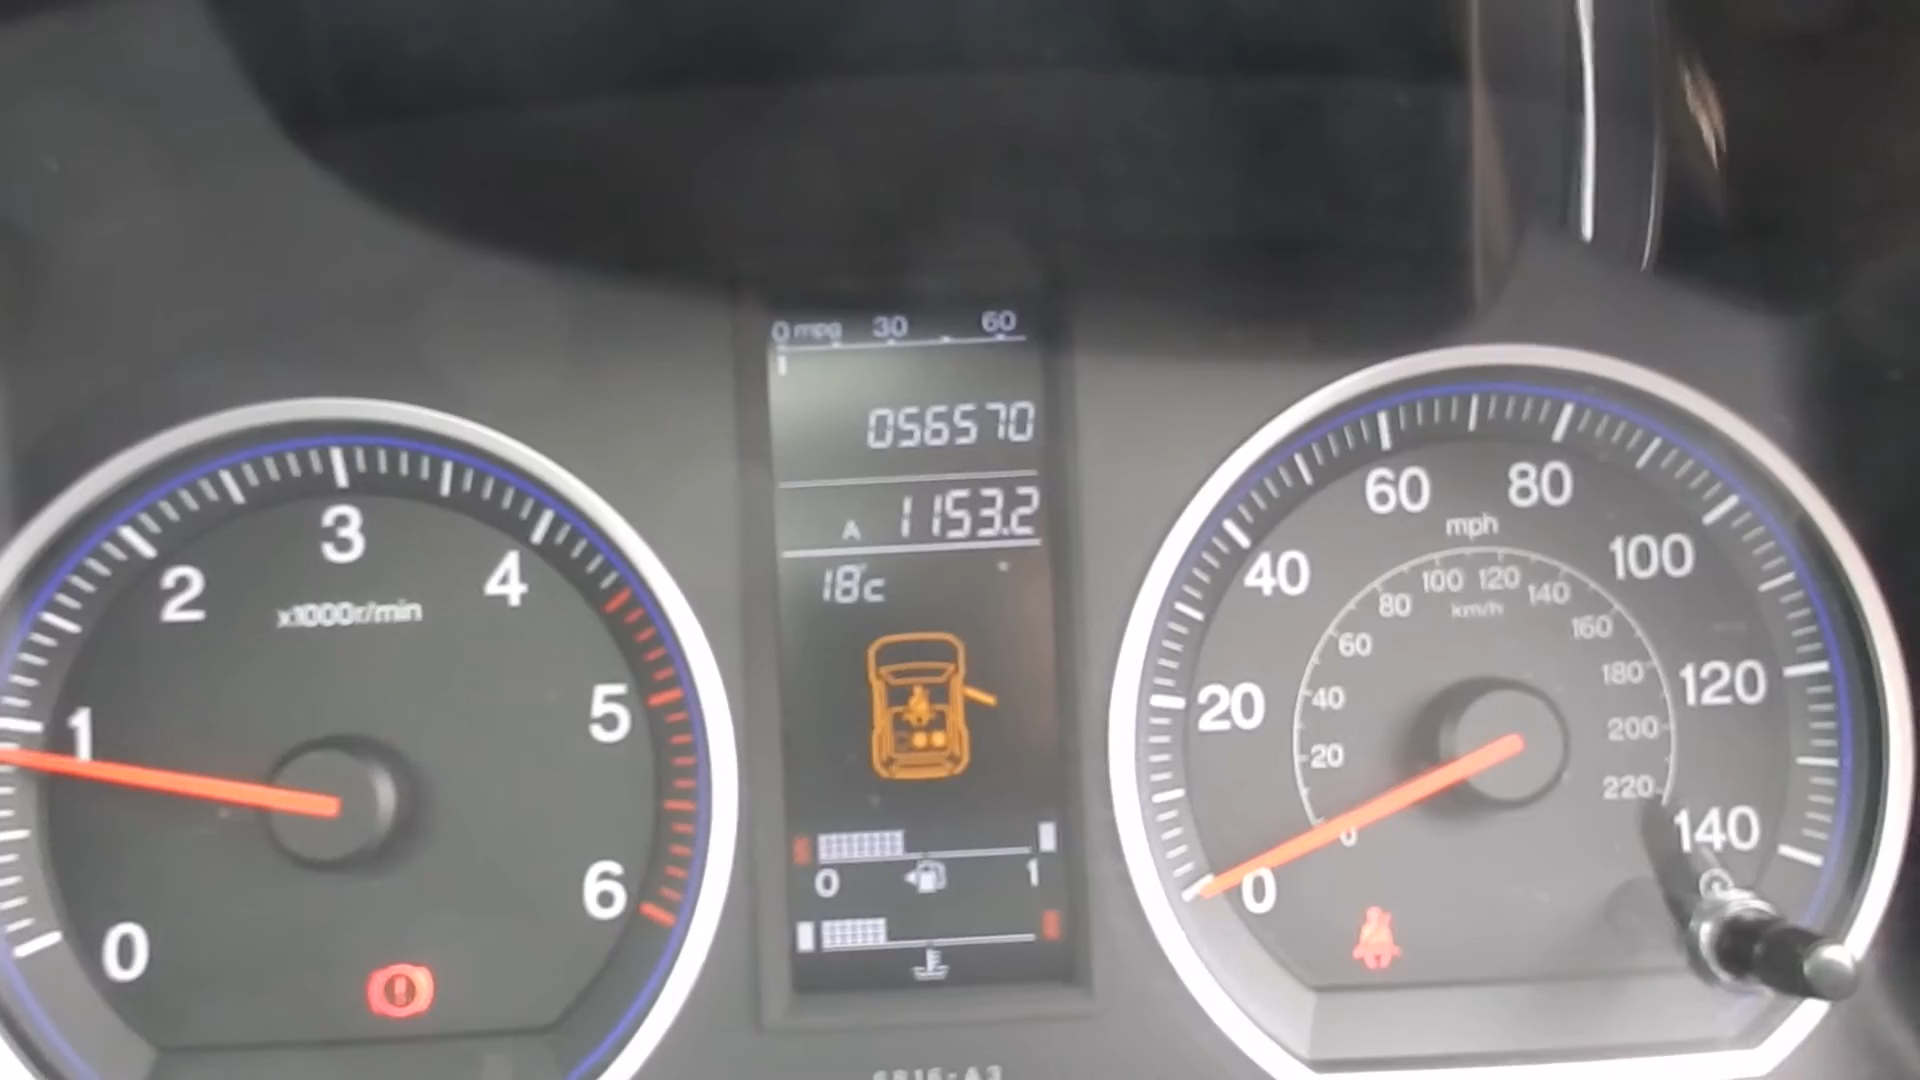 0 mpg 30 60
056570
A 1153.2
18°c
0 1
0 1 2 3 4 5 6
x1000r/min
0 20 40 60 80 100 120 140
mph
0 20 40 60 80 100 120 140 160 180 200 220
km/h